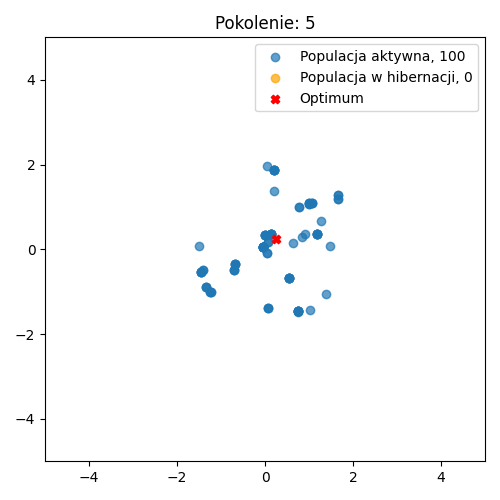 Pokolenie: 5
Populacja aktywna, 100
Populacja w hibernacji, 0
Optimum
4
2
0
−2
−4
−4 −2 0 2 4